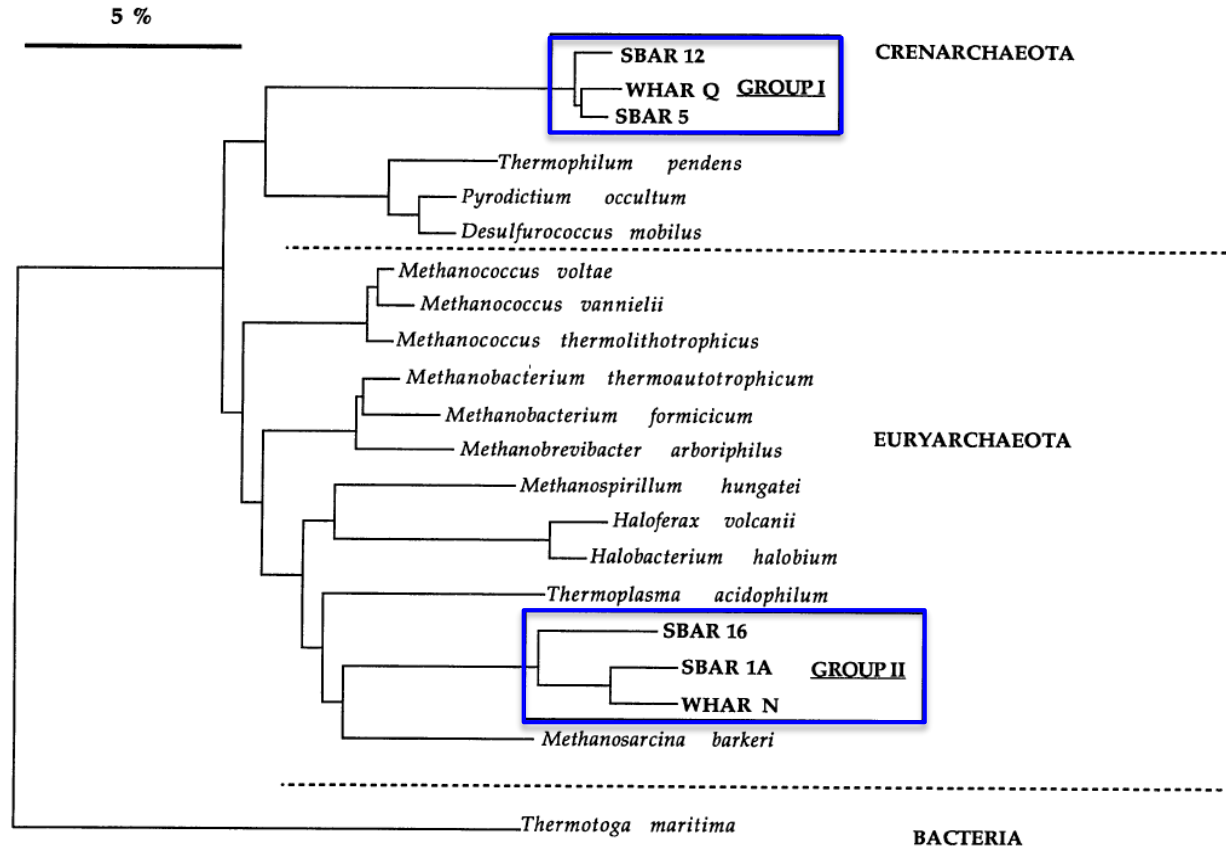 5 %
SBAR 12
CRENARCHAEOTA
WHAR Q GROUP I
SBAR 5
Thermophilum pendens
Pyrodictium occultum
Desulfurococcus mobilus
Methanococcus voltae
Methanococcus vannielii
Methanococcus thermolithotrophicus
Methanobacterium thermoautotrophicum
Methanobacterium formicicum
EURYARCHAEOTA
Methanobrevibacter arboriphilus
Methanospirillum hungatei
Haloferax volcanii
Halobacterium halobium
Thermoplasma acidophilum
SBAR 16
SBAR 1A GROUP II
WHAR N
Methanosarcina barkeri
Thermotoga maritima
BACTERIA